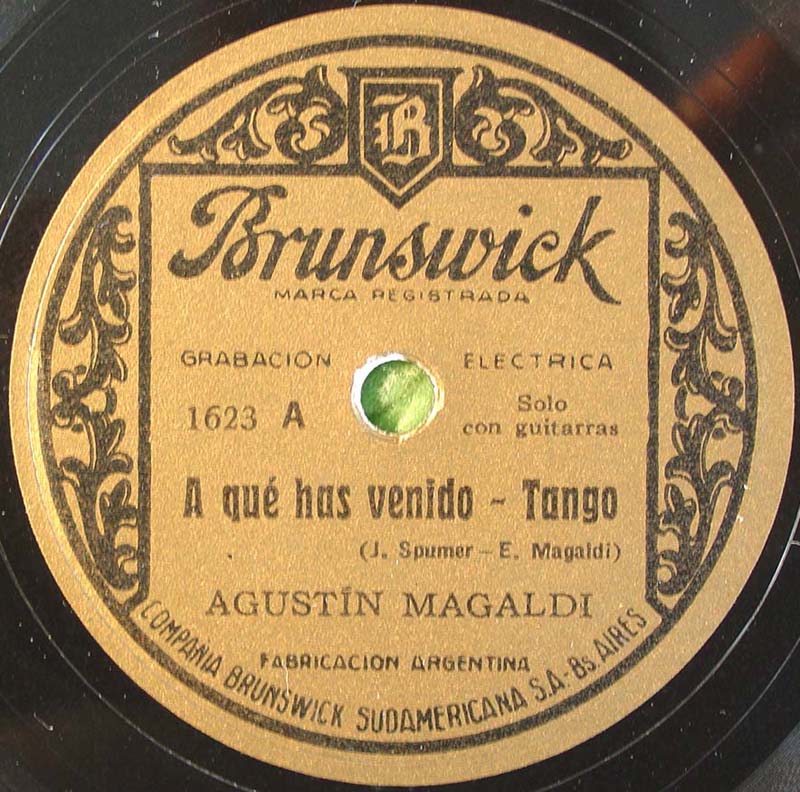 B
Brunswick
MARCA REGISTRADA
GRABACION ELECTRICA
1623 A
Solo
con guitarras
A qué has venido - Tango
(J. Spumer - E. Magaldi)
AGUSTÍN MAGALDI
FABRICACION ARGENTINA
COMPAÑIA BRUNSWICK SUDAMERICANA S.A.-Bs. AIRES